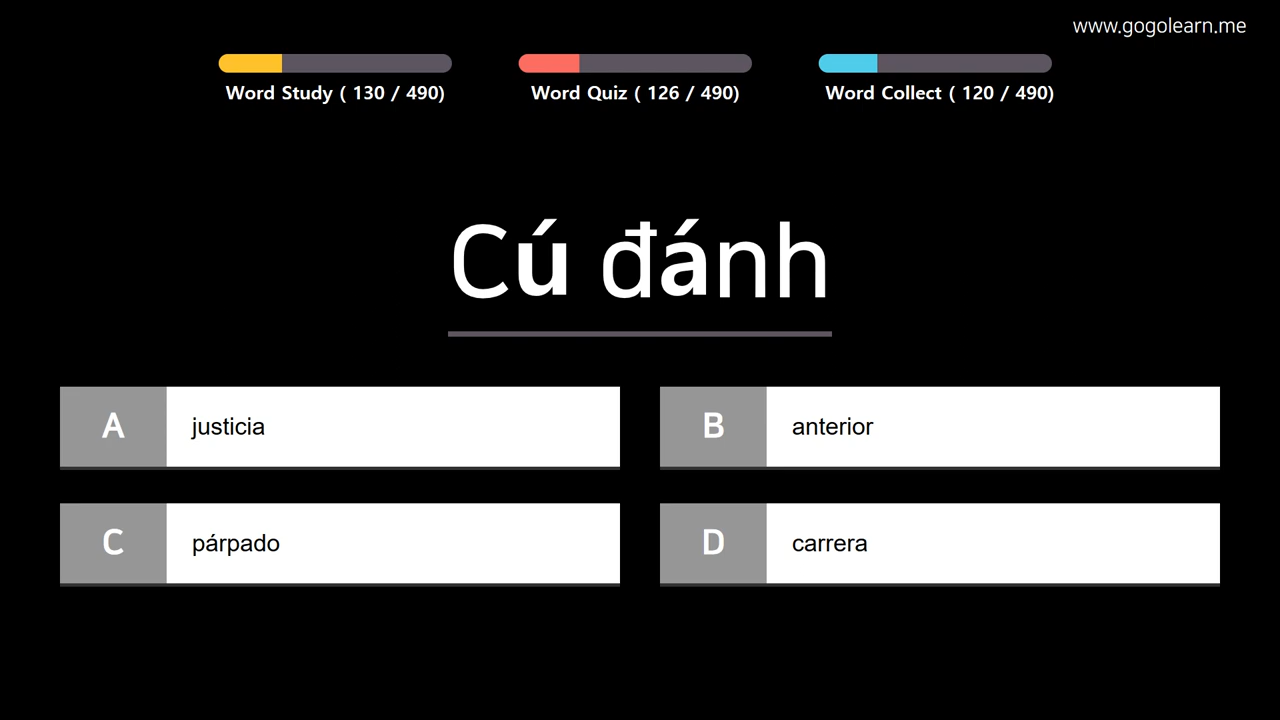 www.gogolearn.me
Word Study ( 130 / 490)
Word Quiz ( 126 / 490)
Word Collect ( 120 / 490)
Cú đánh
A justicia
B anterior
C párpado
D carrera